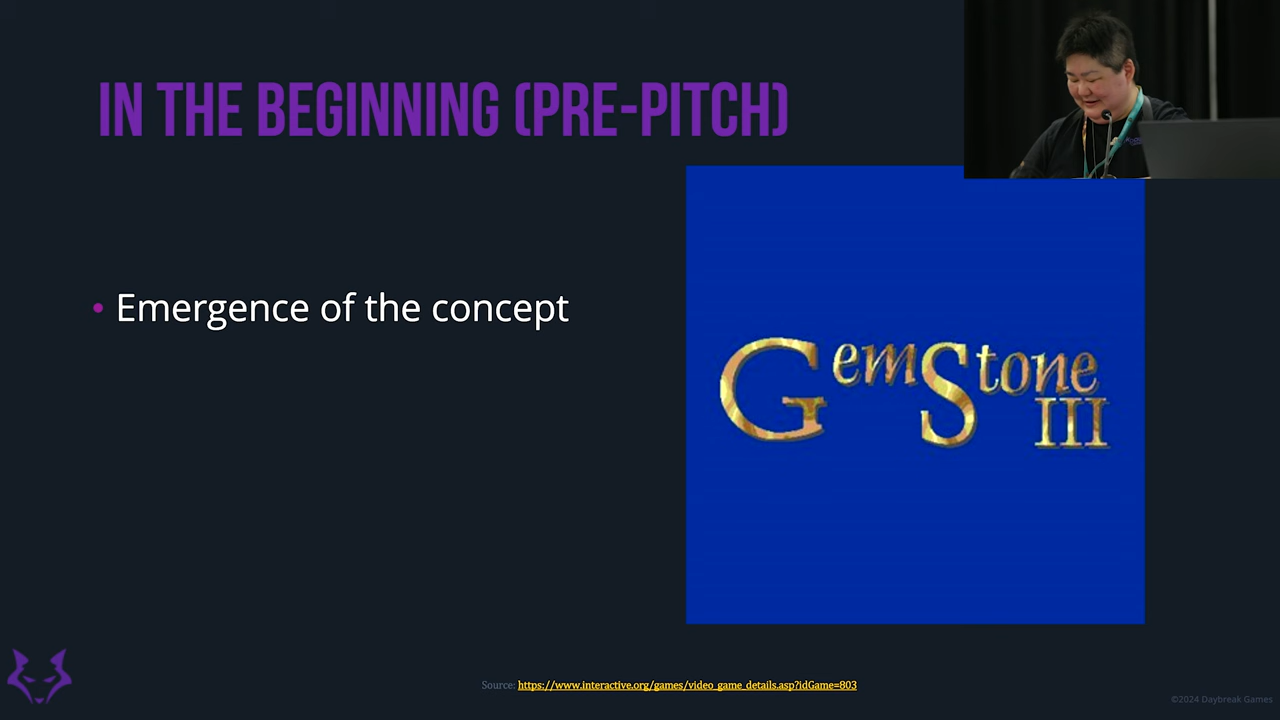 IN THE BEGINNING (PRE-PITCH)
• Emergence of the concept
GemStone
III
Source: https://www.interactive.org/games/video_game_details.asp?idGame=803
©2024 Daybreak Games